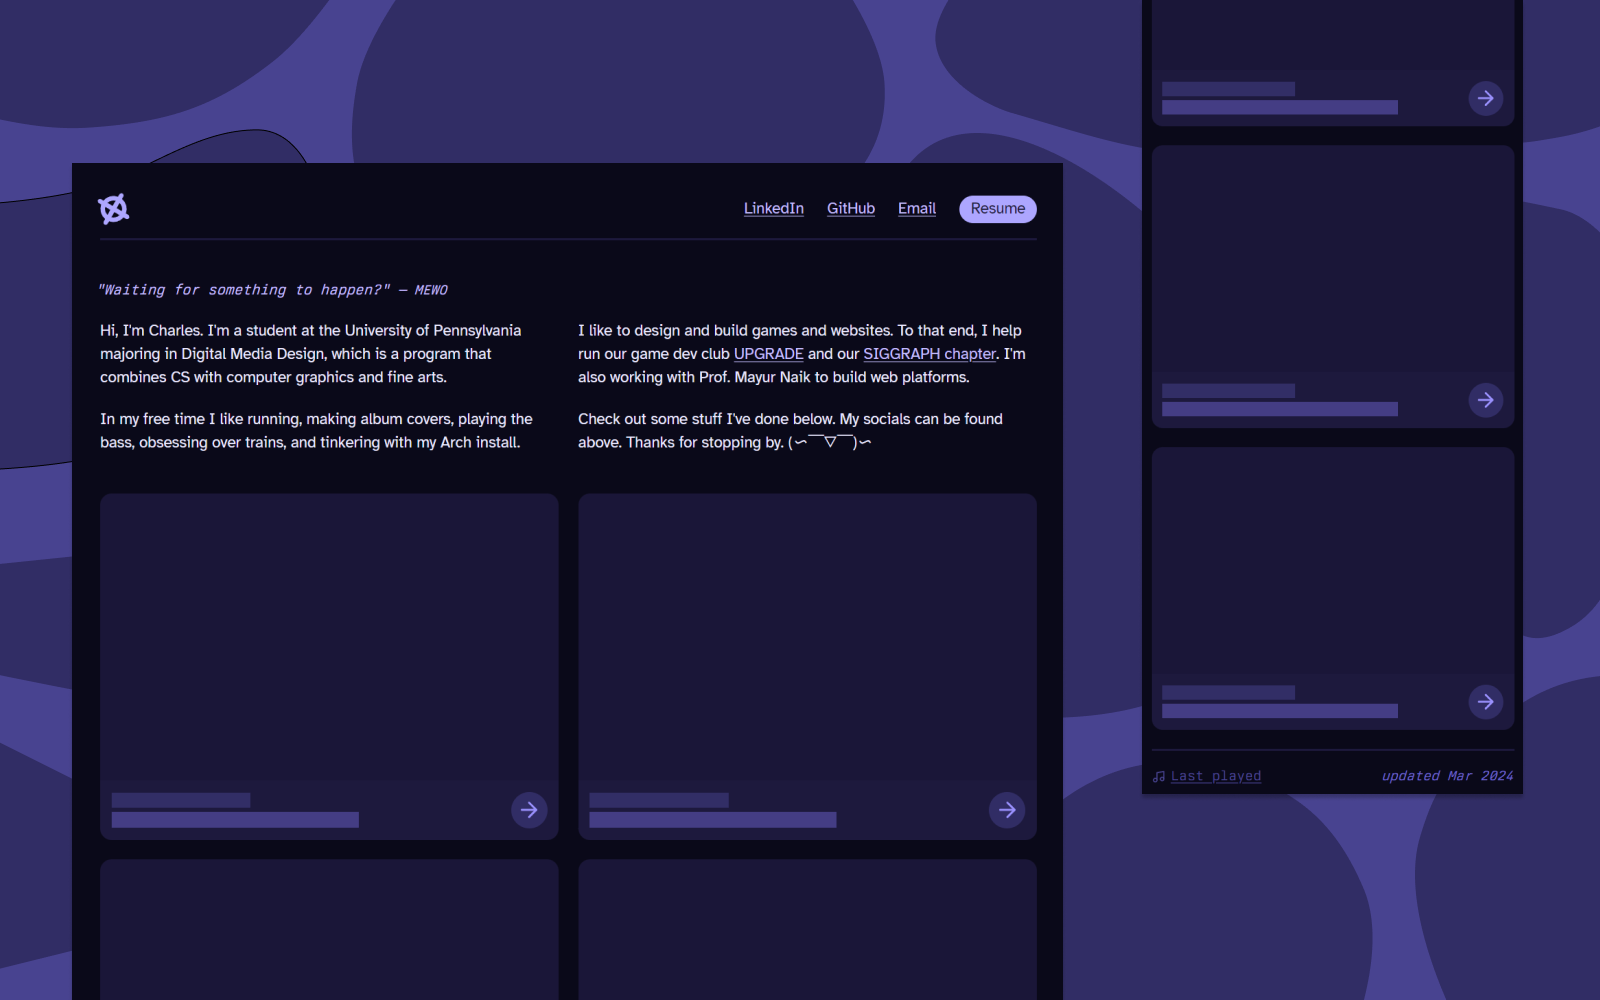 LinkedIn GitHub Email Resume
"Waiting for something to happen?" — MEWO
Hi, I'm Charles. I'm a student at the University of Pennsylvania
majoring in Digital Media Design, which is a program that
combines CS with computer graphics and fine arts.
In my free time I like running, making album covers, playing the
bass, obsessing over trains, and tinkering with my Arch install.
I like to design and build games and websites. To that end, I help
run our game dev club UPGRADE and our SIGGRAPH chapter. I'm
also working with Prof. Mayur Naik to build web platforms.
Check out some stuff I've done below. My socials can be found
above. Thanks for stopping by. (∽¯¯▽¯¯)∽
Last played updated Mar 2024